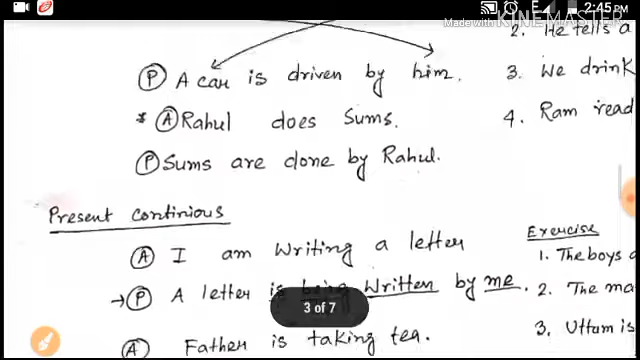 2:45PM
Made with KINEMASTER
2. He tells a
Ⓟ A car is driven by him.
3. We drink
* Ⓐ Rahul does Sums.
4. Ram read
Ⓟ Sums are done by Rahul.
Present Continious
Exercise
Ⓐ I am Writing a letter
1. The boys
→Ⓟ A letter is being Written by me.
2. The ma
3 of 7
3. Uttam is
Ⓐ Father is taking tea.